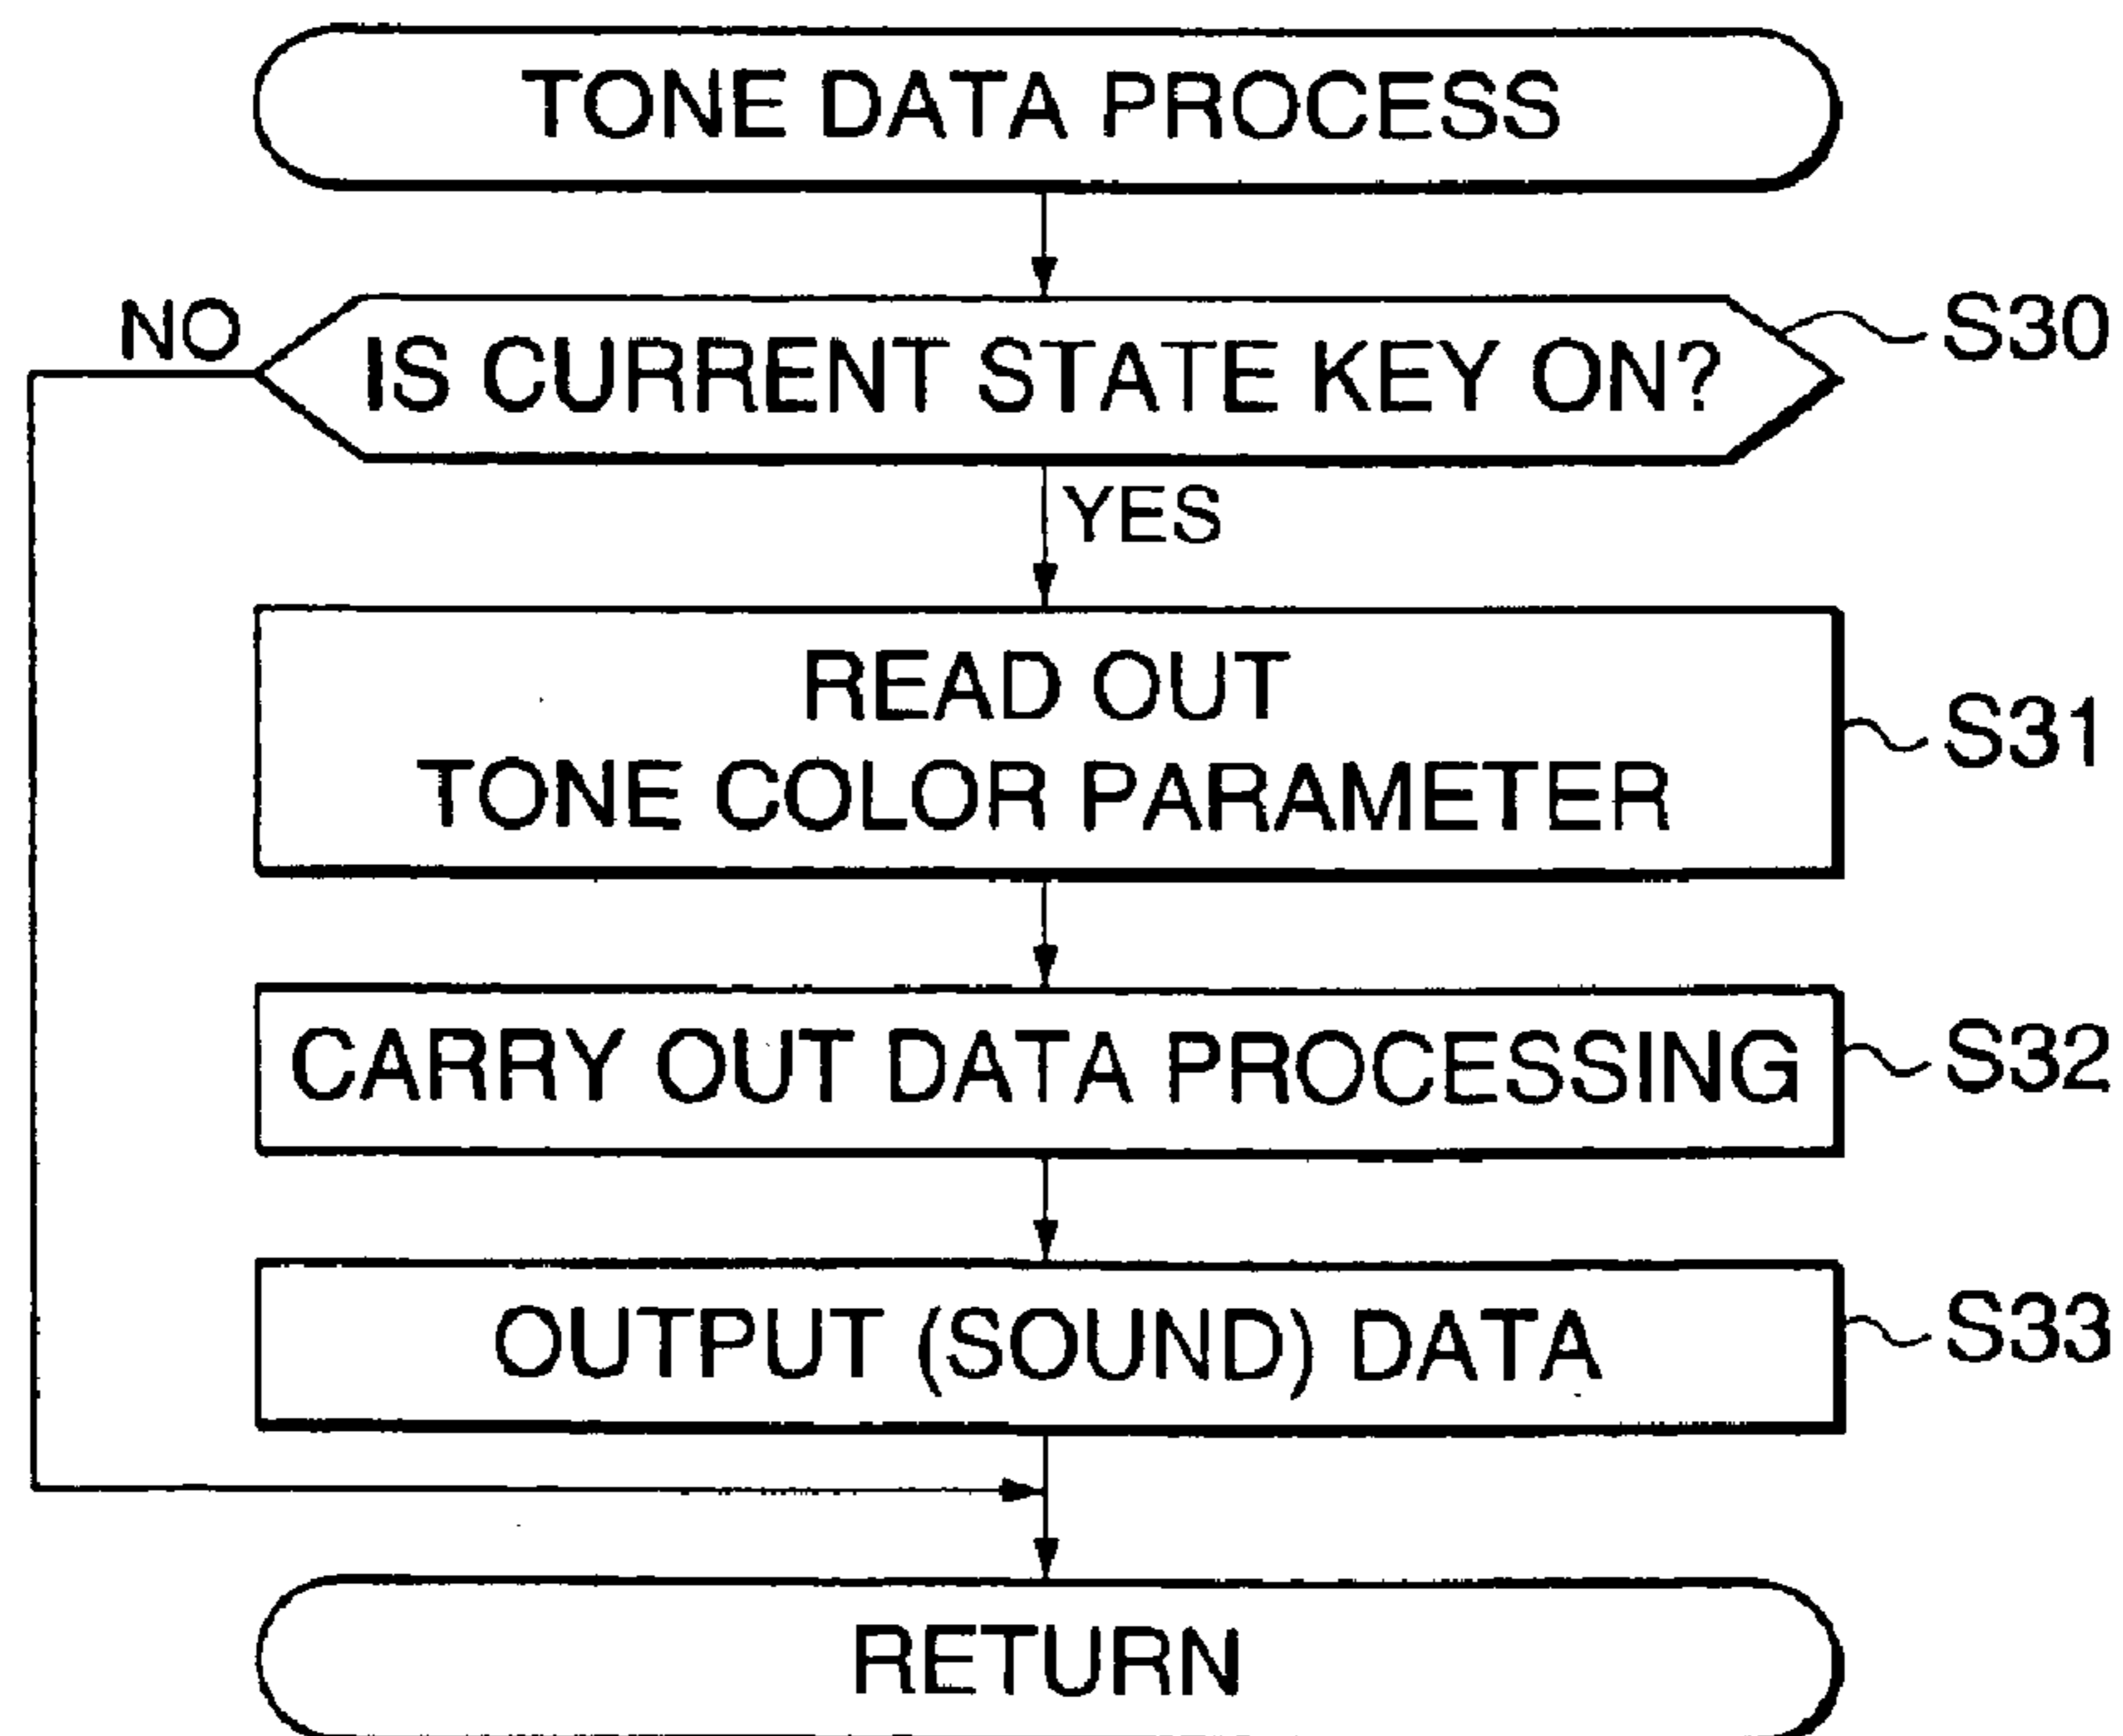 TONE DATA PROCESS
NO
IS CURRENT STATE KEY ON?
S30
YES
READ OUT
TONE COLOR PARAMETER
S31
CARRY OUT DATA PROCESSING
S32
OUTPUT (SOUND) DATA
S33
RETURN